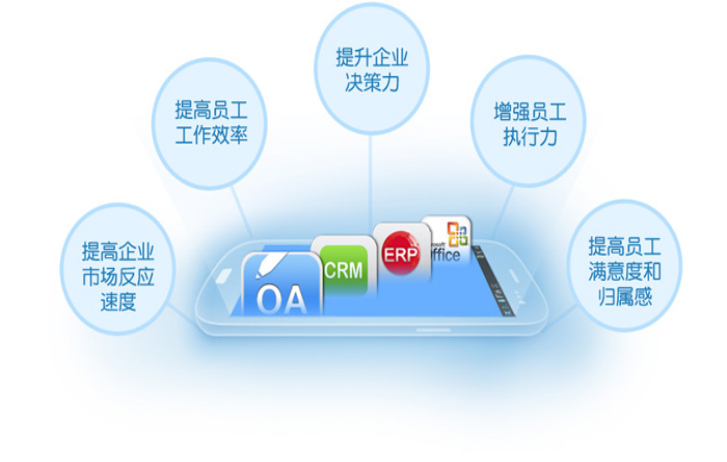 提升企业
决策力
提高员工
工作效率
增强员工
执行力
提高企业
市场反应
速度
提高员工
满意度和
归属感
OA
CRM
ERP
ffice